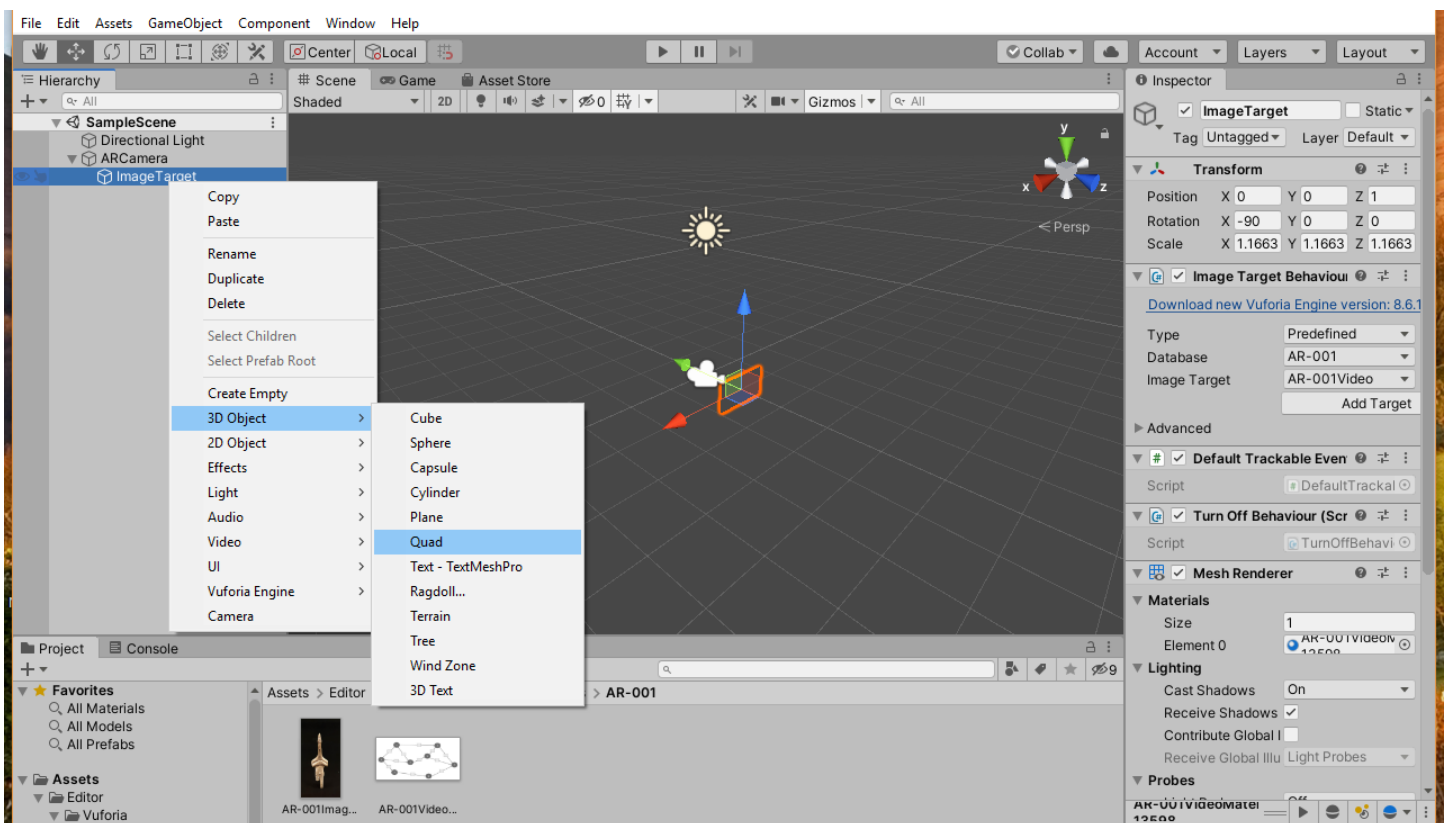 File Edit Assets GameObject Component Window Help
Center Local Collab Account Layers Layout
Hierarchy
All
SampleScene
Directional Light
ARCamera
ImageTarget
Copy
Paste
Rename
Duplicate
Delete
Select Children
Select Prefab Root
Create Empty
3D Object
2D Object
Effects
Light
Audio
Video
UI
Vuforia Engine
Camera
Cube
Sphere
Capsule
Cylinder
Plane
Quad
Text - TextMeshPro
Ragdoll...
Terrain
Tree
Wind Zone
3D Text
Scene Game Asset Store
Shaded 2D 0 Gizmos All
y
x z
Persp
Inspector
ImageTarget Static
Tag Untagged Layer Default
Transform
Position X 0 Y 0 Z 1
Rotation X -90 Y 0 Z 0
Scale X 1.1663 Y 1.1663 Z 1.1663
Image Target Behaviou
Download new Vuforia Engine version: 8.6.1
Type Predefined
Database AR-001
Image Target AR-001Video
Add Target
Advanced
Default Trackable Even
Script DefaultTrackal
Turn Off Behaviour (Scr
Script TurnOffBehavi
Mesh Renderer
Materials
Size 1
Element 0
Lighting
Cast Shadows On
Receive Shadows
Contribute Global I
Receive Global Illu Light Probes
Probes
AR-001VideoMater
Project Console
9
Favorites
All Materials
All Models
All Prefabs
Assets
Editor
Vuforia
Assets > Editor > AR-001
AR-001Imag... AR-001Video...